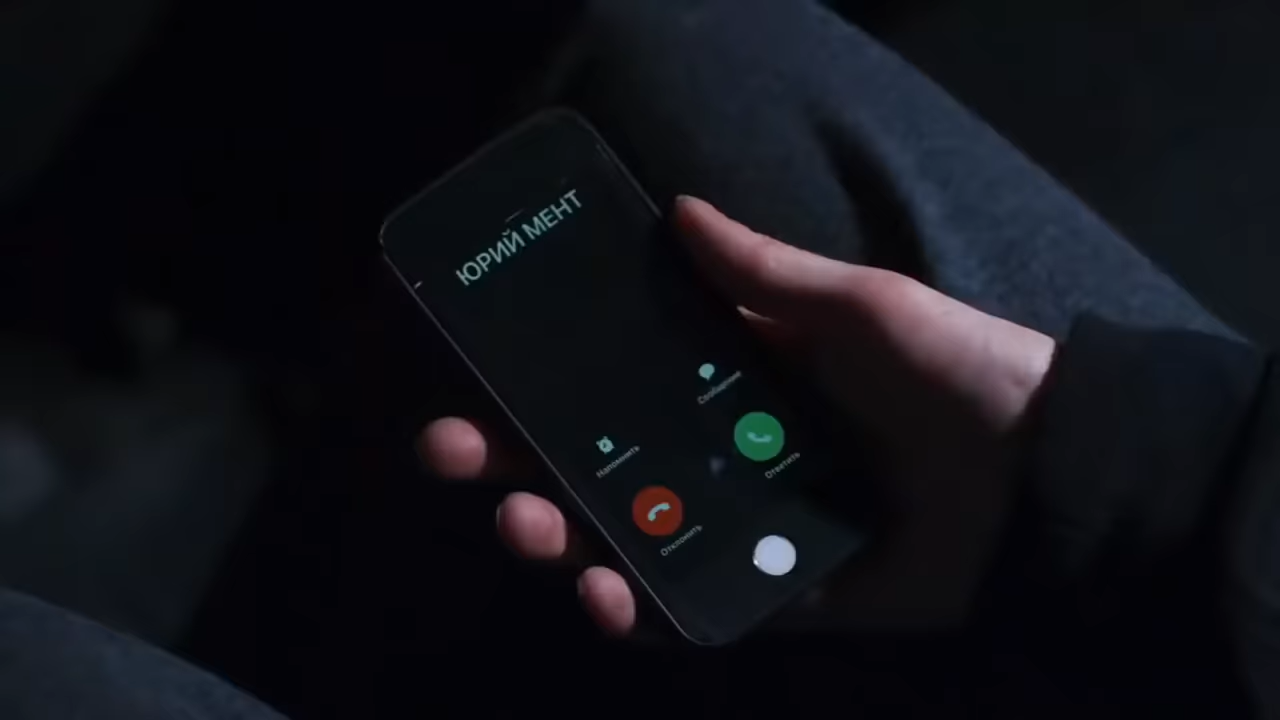 ЮРИЙ МЕНТ
Сообщение
Напомнить
Ответить
Отклонить